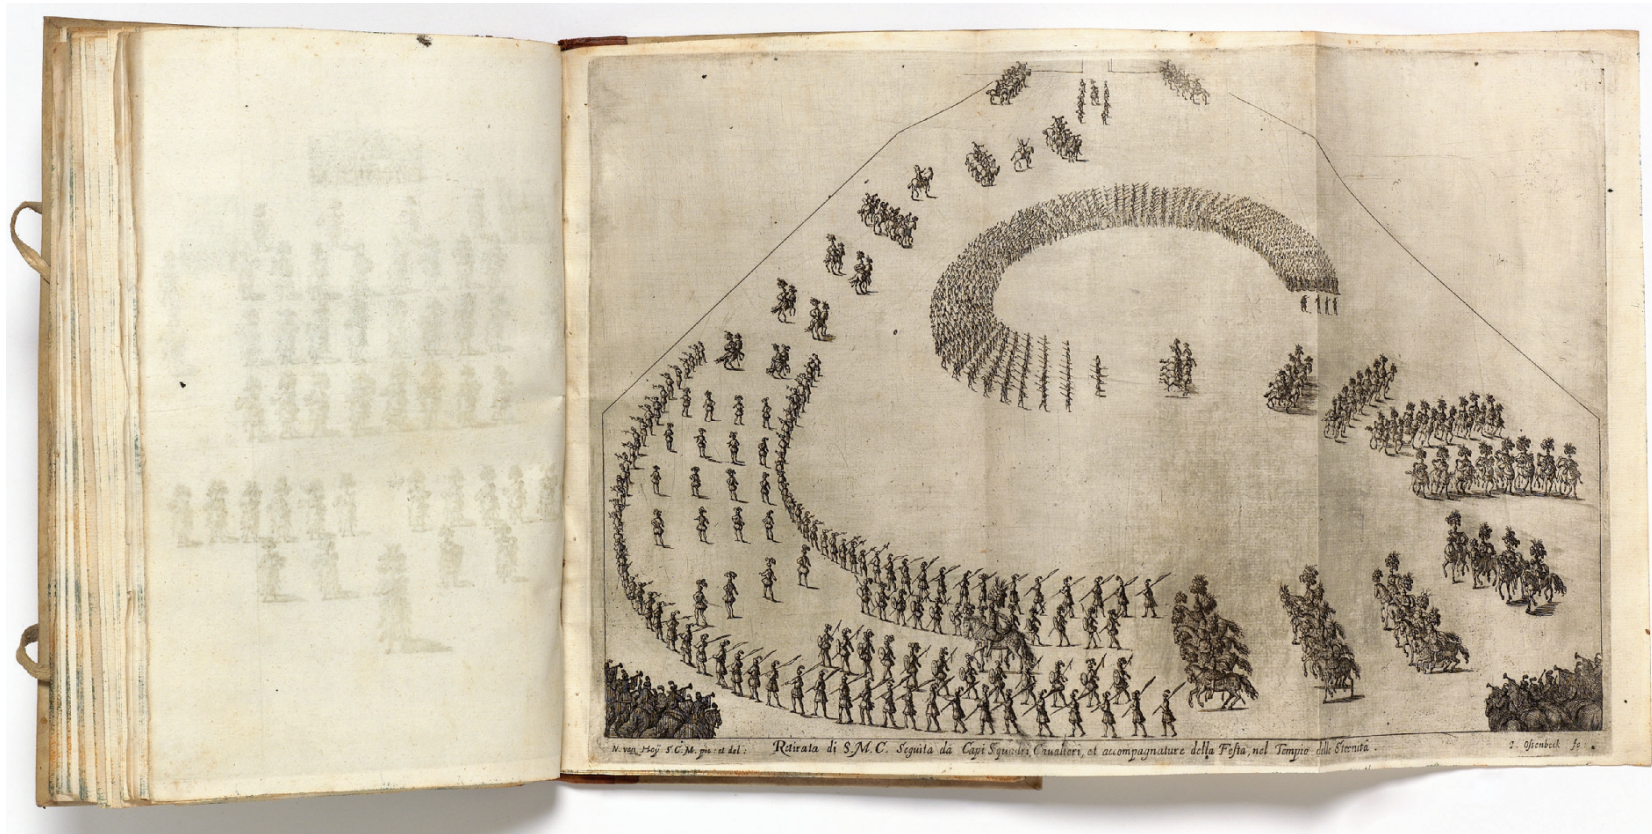 N. van Hoÿ S. C. M. pic: et del:
Ritirata di S.M.C. Seguita da Capi Squadri, Caualieri, et accompagnature della Festa, nel Tempio dell Eternità.
J. Ossenbeck fe: